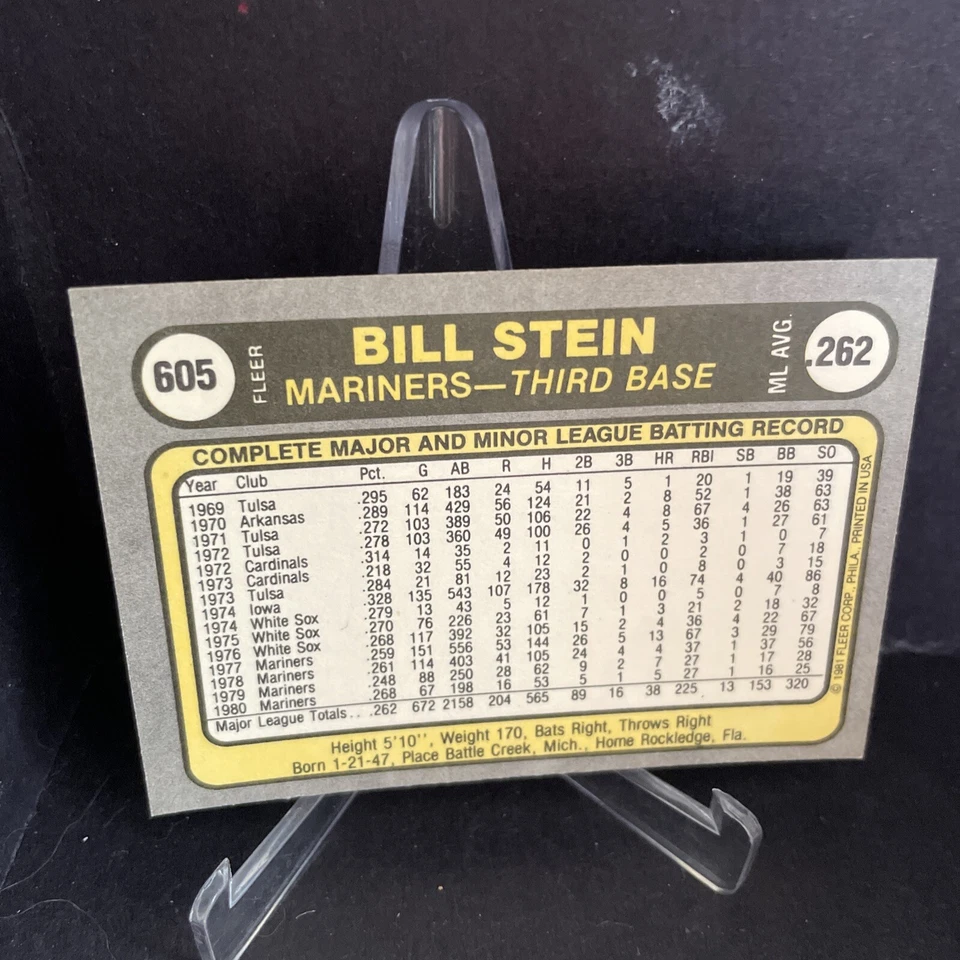 605
FLEER
BILL STEIN
MARINERS—THIRD BASE
ML AVG.
.262
COMPLETE MAJOR AND MINOR LEAGUE BATTING RECORD
Year Club Pct. G AB R H 2B 3B HR RBI SB BB SO
1969 Tulsa .295 62 183 24 54 11 5 1 20 1 19 39
1970 Arkansas .289 114 429 56 124 21 2 8 52 1 38 63
1971 Tulsa .272 103 389 50 106 22 4 8 67 4 26 63
1972 Tulsa .278 103 360 49 100 26 4 5 36 1 27 61
1972 Cardinals .314 14 35 2 11 0 1 2 3 1 0 7
1973 Cardinals .218 32 55 4 12 2 0 0 2 0 7 18
1973 Tulsa .284 21 81 12 23 2 1 0 8 0 3 15
1974 Iowa .328 135 543 107 178 32 8 16 74 4 40 86
1974 White Sox .279 13 43 5 12 1 0 0 5 0 7 8
1975 White Sox .270 76 226 23 61 7 1 3 21 2 18 32
1976 White Sox .268 117 392 32 105 15 2 4 36 4 22 67
1977 Mariners .259 151 556 53 144 26 5 13 67 3 29 79
1978 Mariners .261 114 403 41 105 24 4 4 37 1 37 56
1979 Mariners .248 88 250 28 62 9 2 7 27 1 17 28
1980 Mariners .268 67 198 16 53 5 1 5 27 1 16 25
Major League Totals... .262 672 2158 204 565 89 16 38 225 13 153 320
Height 5'10'', Weight 170, Bats Right, Throws Right
Born 1-21-47, Place Battle Creek, Mich., Home Rockledge, Fla.
© 1981 FLEER CORP., PHILA., PRINTED IN USA